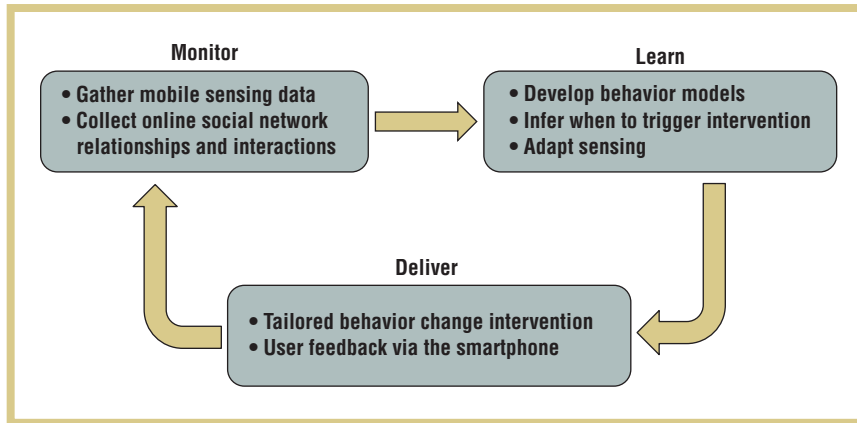 Monitor
• Gather mobile sensing data
• Collect online social network
relationships and interactions
Learn
• Develop behavior models
• Infer when to trigger intervention
• Adapt sensing
Deliver
• Tailored behavior change intervention
• User feedback via the smartphone